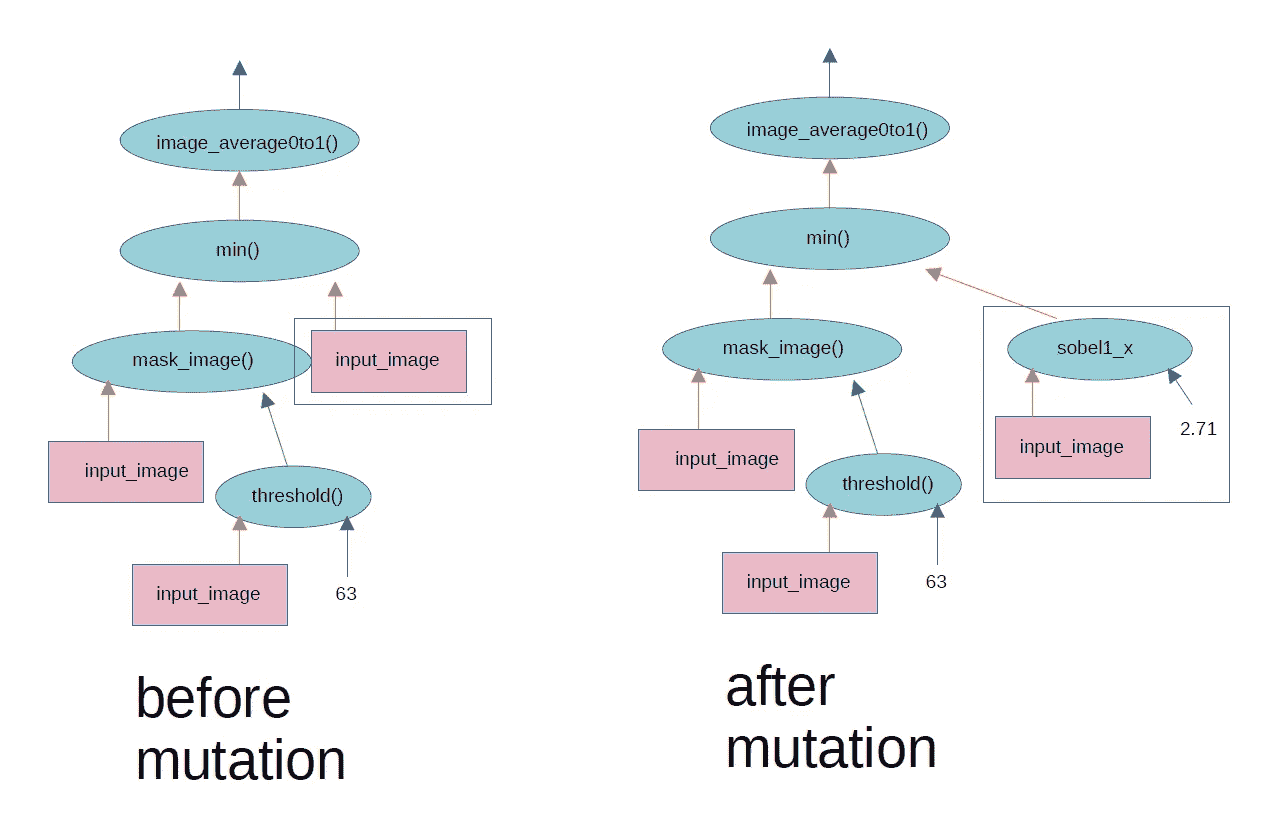 image_average0to1()
min()
mask_image()
input_image
input_image
threshold()
input_image
63
before
mutation
image_average0to1()
min()
mask_image()
sobel1_x
input_image
2.71
input_image
threshold()
input_image
63
after
mutation